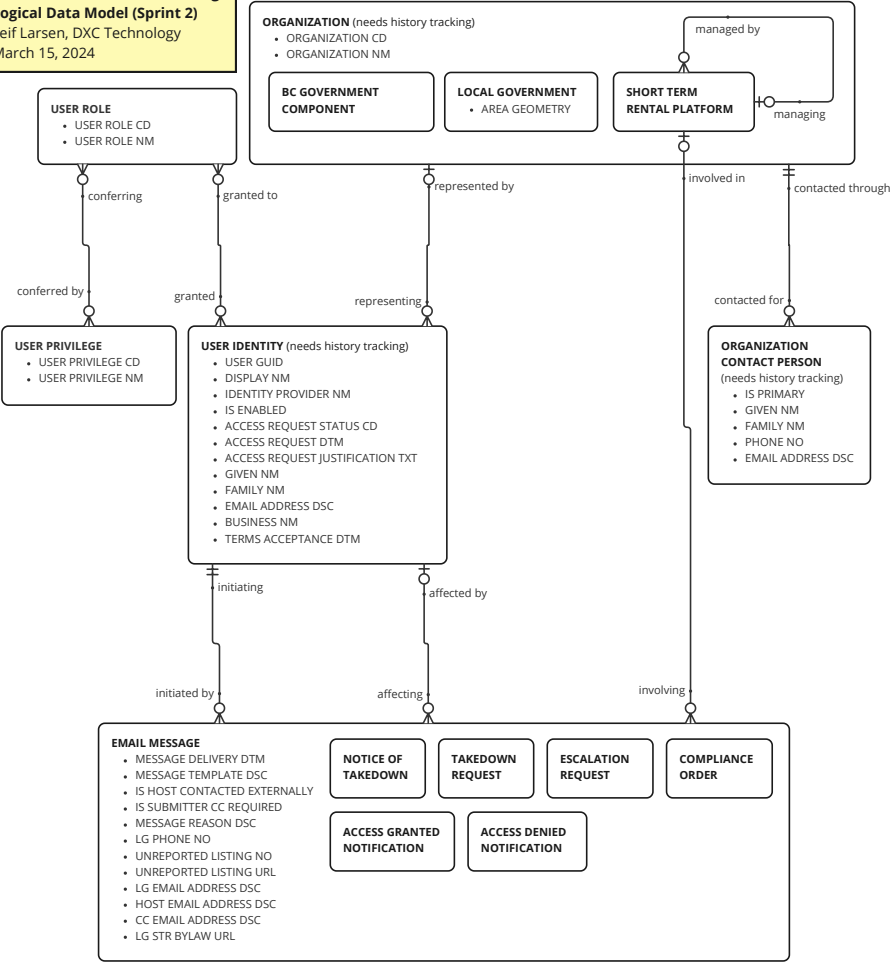 ogical Data Model (Sprint 2)
eif Larsen, DXC Technology
March 15, 2024
ORGANIZATION (needs history tracking)
• ORGANIZATION CD
• ORGANIZATION NM
BC GOVERNMENT
COMPONENT
LOCAL GOVERNMENT
• AREA GEOMETRY
SHORT TERM
RENTAL PLATFORM
managed by
managing
USER ROLE
• USER ROLE CD
• USER ROLE NM
conferring
granted to
represented by
involved in
contacted through
conferred by
granted
representing
contacted for
USER PRIVILEGE
• USER PRIVILEGE CD
• USER PRIVILEGE NM
USER IDENTITY (needs history tracking)
• USER GUID
• DISPLAY NM
• IDENTITY PROVIDER NM
• IS ENABLED
• ACCESS REQUEST STATUS CD
• ACCESS REQUEST DTM
• ACCESS REQUEST JUSTIFICATION TXT
• GIVEN NM
• FAMILY NM
• EMAIL ADDRESS DSC
• BUSINESS NM
• TERMS ACCEPTANCE DTM
ORGANIZATION
CONTACT PERSON
(needs history tracking)
• IS PRIMARY
• GIVEN NM
• FAMILY NM
• PHONE NO
• EMAIL ADDRESS DSC
initiating
affected by
initiated by
affecting
involving
EMAIL MESSAGE
• MESSAGE DELIVERY DTM
• MESSAGE TEMPLATE DSC
• IS HOST CONTACTED EXTERNALLY
• IS SUBMITTER CC REQUIRED
• MESSAGE REASON DSC
• LG PHONE NO
• UNREPORTED LISTING NO
• UNREPORTED LISTING URL
• LG EMAIL ADDRESS DSC
• HOST EMAIL ADDRESS DSC
• CC EMAIL ADDRESS DSC
• LG STR BYLAW URL
NOTICE OF
TAKEDOWN
TAKEDOWN
REQUEST
ESCALATION
REQUEST
COMPLIANCE
ORDER
ACCESS GRANTED
NOTIFICATION
ACCESS DENIED
NOTIFICATION